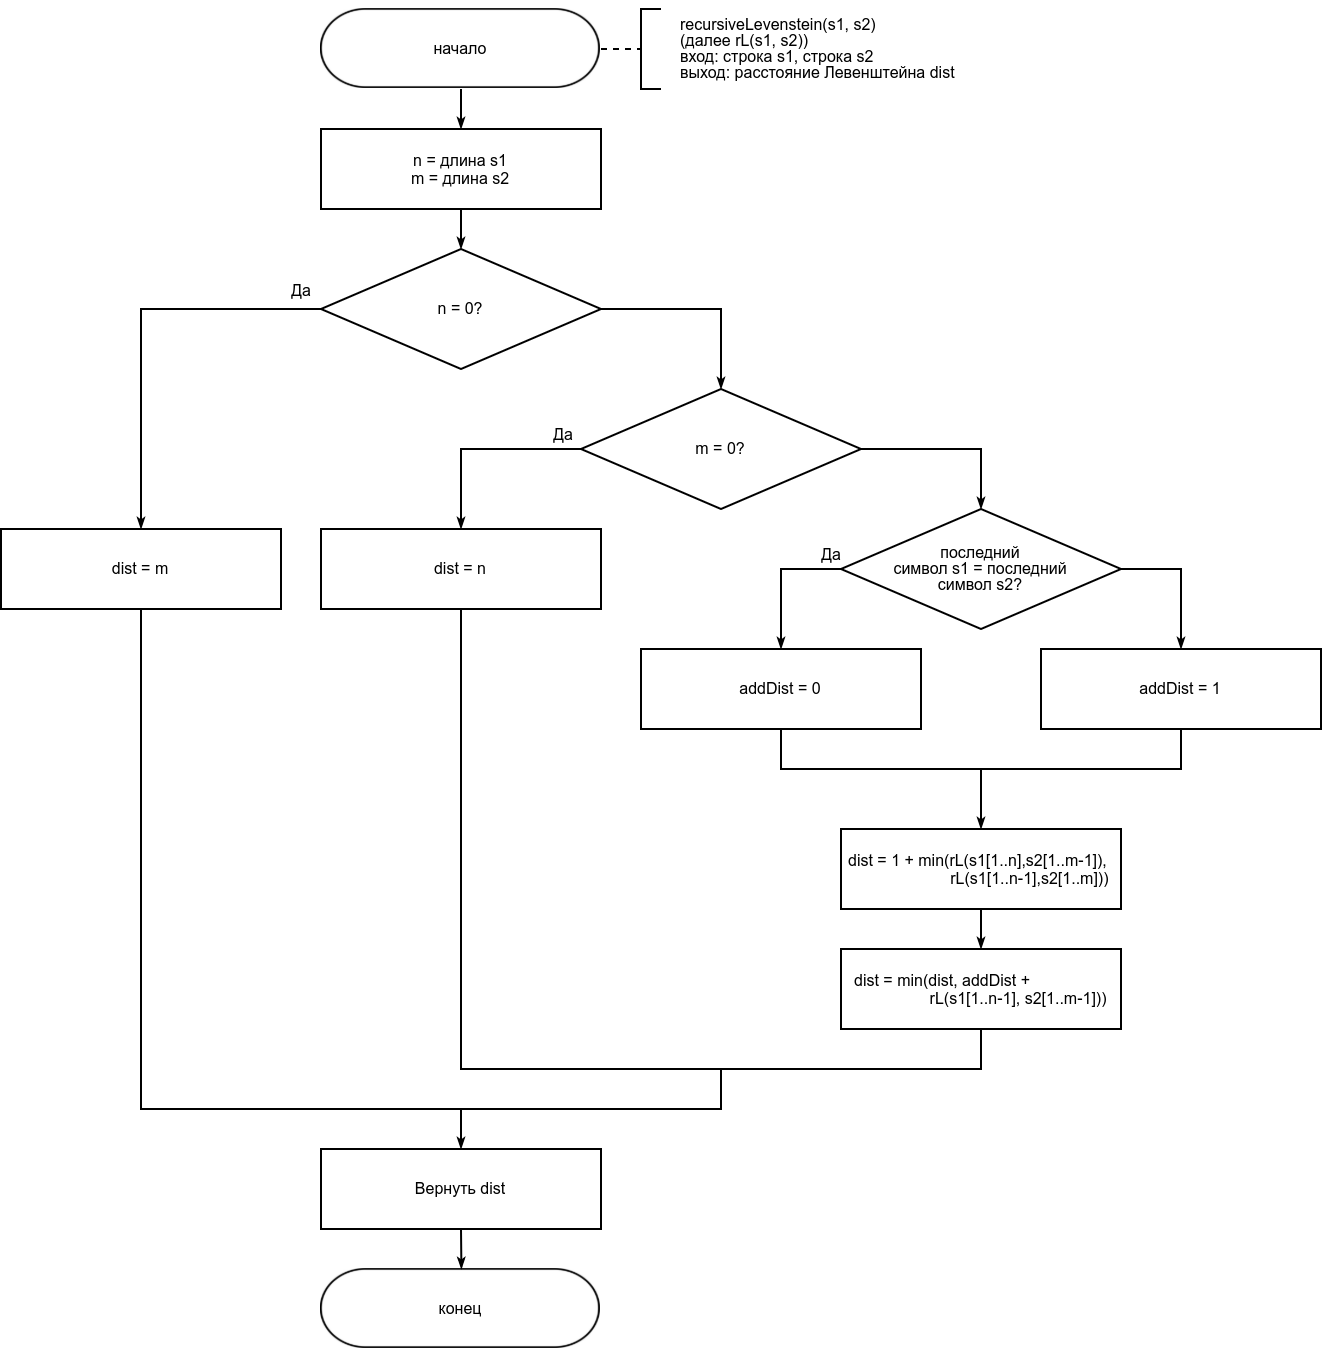 начало
recursiveLevenstein(s1, s2)
(далее rL(s1, s2))
вход: строка s1, строка s2
выход: расстояние Левенштейна dist
n = длина s1
m = длина s2
Да
n = 0?
Да
m = 0?
dist = m
dist = n
Да
последний
символ s1 = последний
символ s2?
addDist = 0
addDist = 1
dist = 1 + min(rL(s1[1..n],s2[1..m-1]),
rL(s1[1..n-1],s2[1..m]))
dist = min(dist, addDist +
rL(s1[1..n-1], s2[1..m-1]))
Вернуть dist
конец